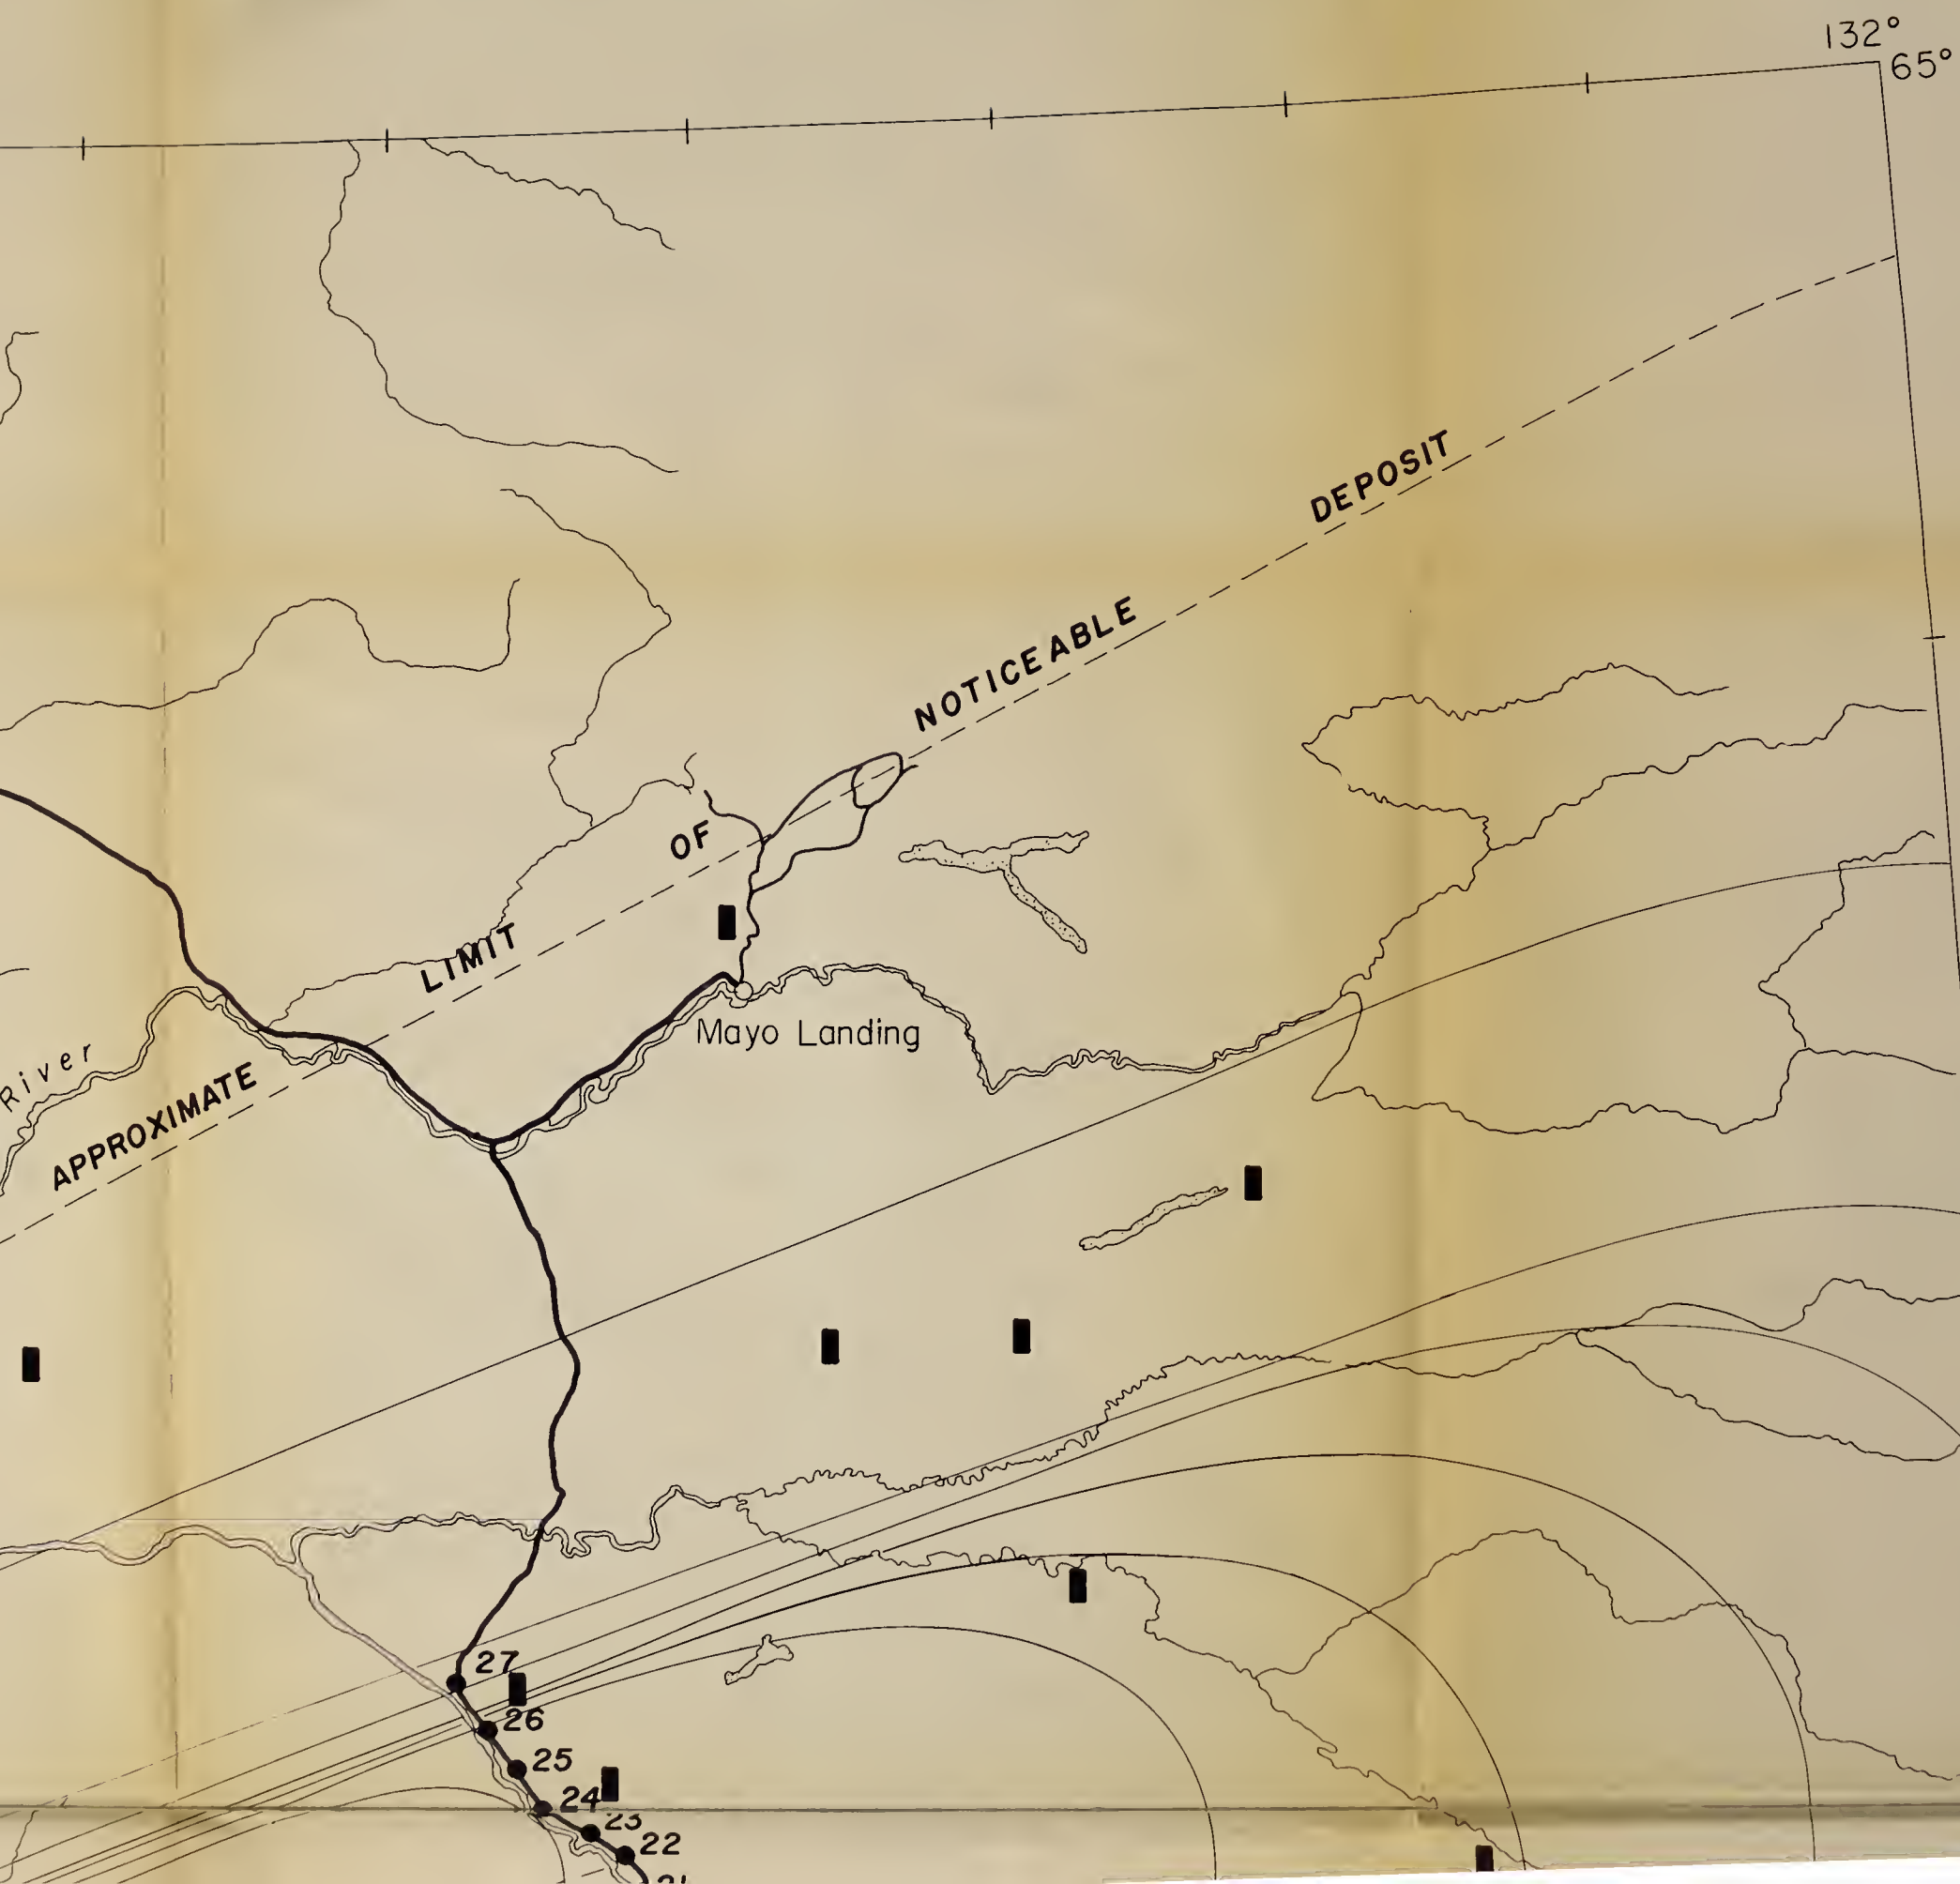 132°
65°
APPROXIMATE LIMIT OF NOTICEABLE DEPOSIT
Mayo Landing
River
27
26
25
24
23
22